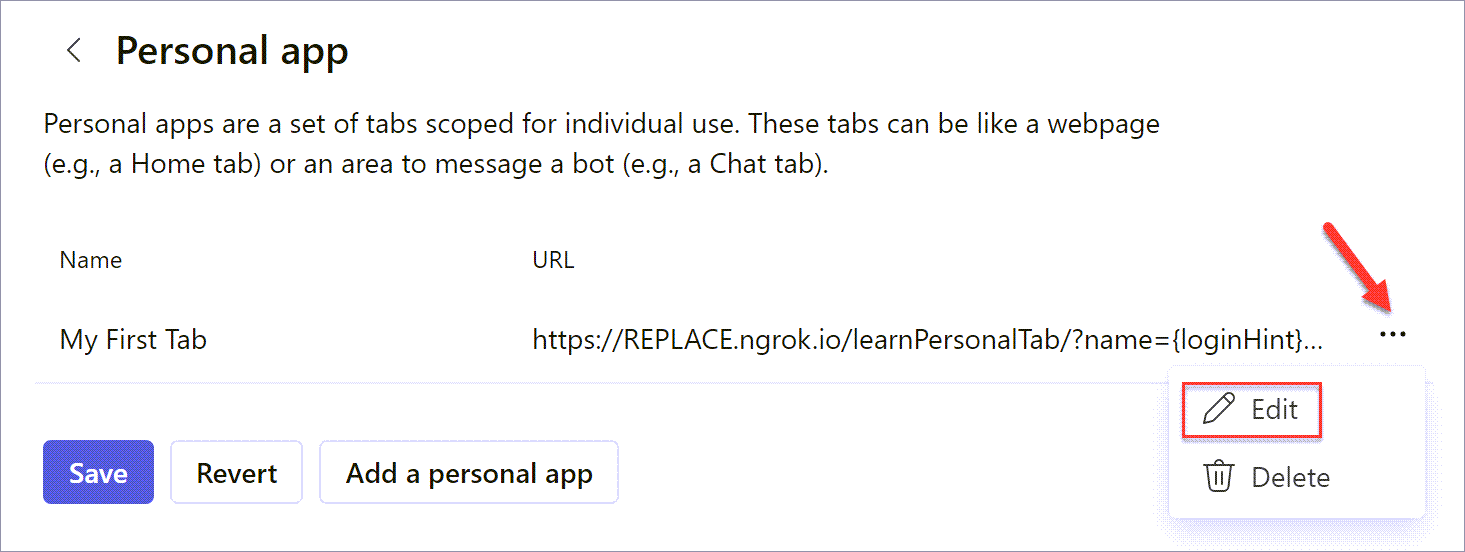 Personal app
Personal apps are a set of tabs scoped for individual use. These tabs can be like a webpage
(e.g., a Home tab) or an area to message a bot (e.g., a Chat tab).
Name URL
My First Tab https://REPLACE.ngrok.io/learnPersonalTab/?name={loginHint}...
Edit
Save Revert Add a personal app
Delete